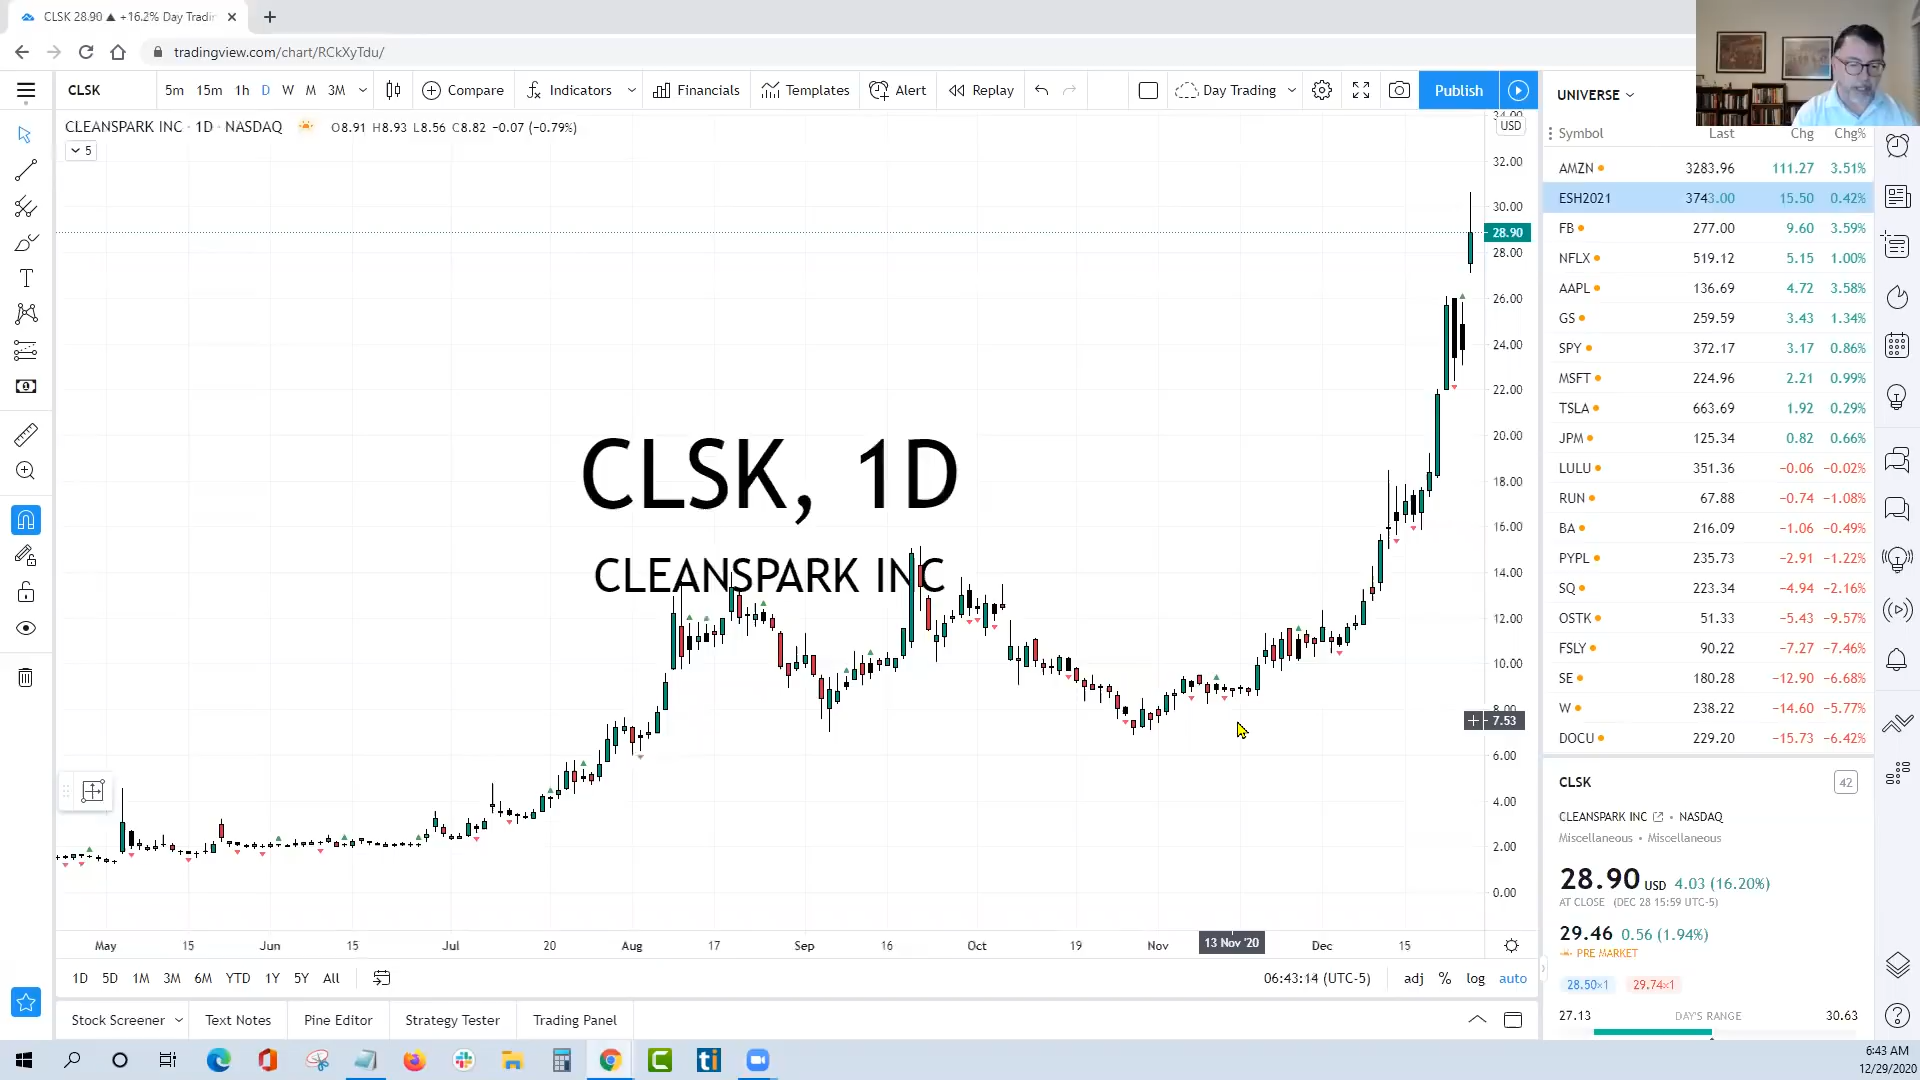 CLSK 28.90 ▲ +16.2% Day Tradi
tradingview.com/chart/RCkXyTdu/
CLSK 5m 15m 1h D W M 3M Compare Indicators Financials Templates Alert Replay Day Trading Publish
CLEANSPARK INC · 1D · NASDAQ O8.91 H8.93 L8.56 C8.82 −0.07 (−0.79%)
5
CLSK, 1D
CLEANSPARK INC
34.00
USD
32.00
30.00
28.90
28.00
26.00
24.00
22.00
20.00
18.00
16.00
14.00
12.00
10.00
8.00
7.53
6.00
4.00
2.00
0.00
May 15 Jun 15 Jul 20 Aug 17 Sep 16 Oct 19 Nov 13 Nov '20 Dec 15
1D 5D 1M 3M 6M YTD 1Y 5Y All 06:43:14 (UTC-5) adj % log auto
Stock Screener Text Notes Pine Editor Strategy Tester Trading Panel
UNIVERSE
Symbol Last Chg Chg%
AMZN 3283.96 111.27 3.51%
ESH2021 3743.00 15.50 0.42%
FB 277.00 9.60 3.59%
NFLX 519.12 5.15 1.00%
AAPL 136.69 4.72 3.58%
GS 259.59 3.43 1.34%
SPY 372.17 3.17 0.86%
MSFT 224.96 2.21 0.99%
TSLA 663.69 1.92 0.29%
JPM 125.34 0.82 0.66%
LULU 351.36 −0.06 −0.02%
RUN 67.88 −0.74 −1.08%
BA 216.09 −1.06 −0.49%
PYPL 235.73 −2.91 −1.22%
SQ 223.34 −4.94 −2.16%
OSTK 51.33 −5.43 −9.57%
FSLY 90.22 −7.27 −7.46%
SE 180.28 −12.90 −6.68%
W 238.22 −14.60 −5.77%
DOCU 229.20 −15.73 −6.42%
CLSK 42
CLEANSPARK INC • NASDAQ
Miscellaneous • Miscellaneous
28.90 USD 4.03 (16.20%)
AT CLOSE (DEC 28 15:59 UTC-5)
29.46 0.56 (1.94%)
PRE MARKET
28.50×1 29.74×1
27.13 DAY'S RANGE 30.63
6:43 AM
12/29/2020